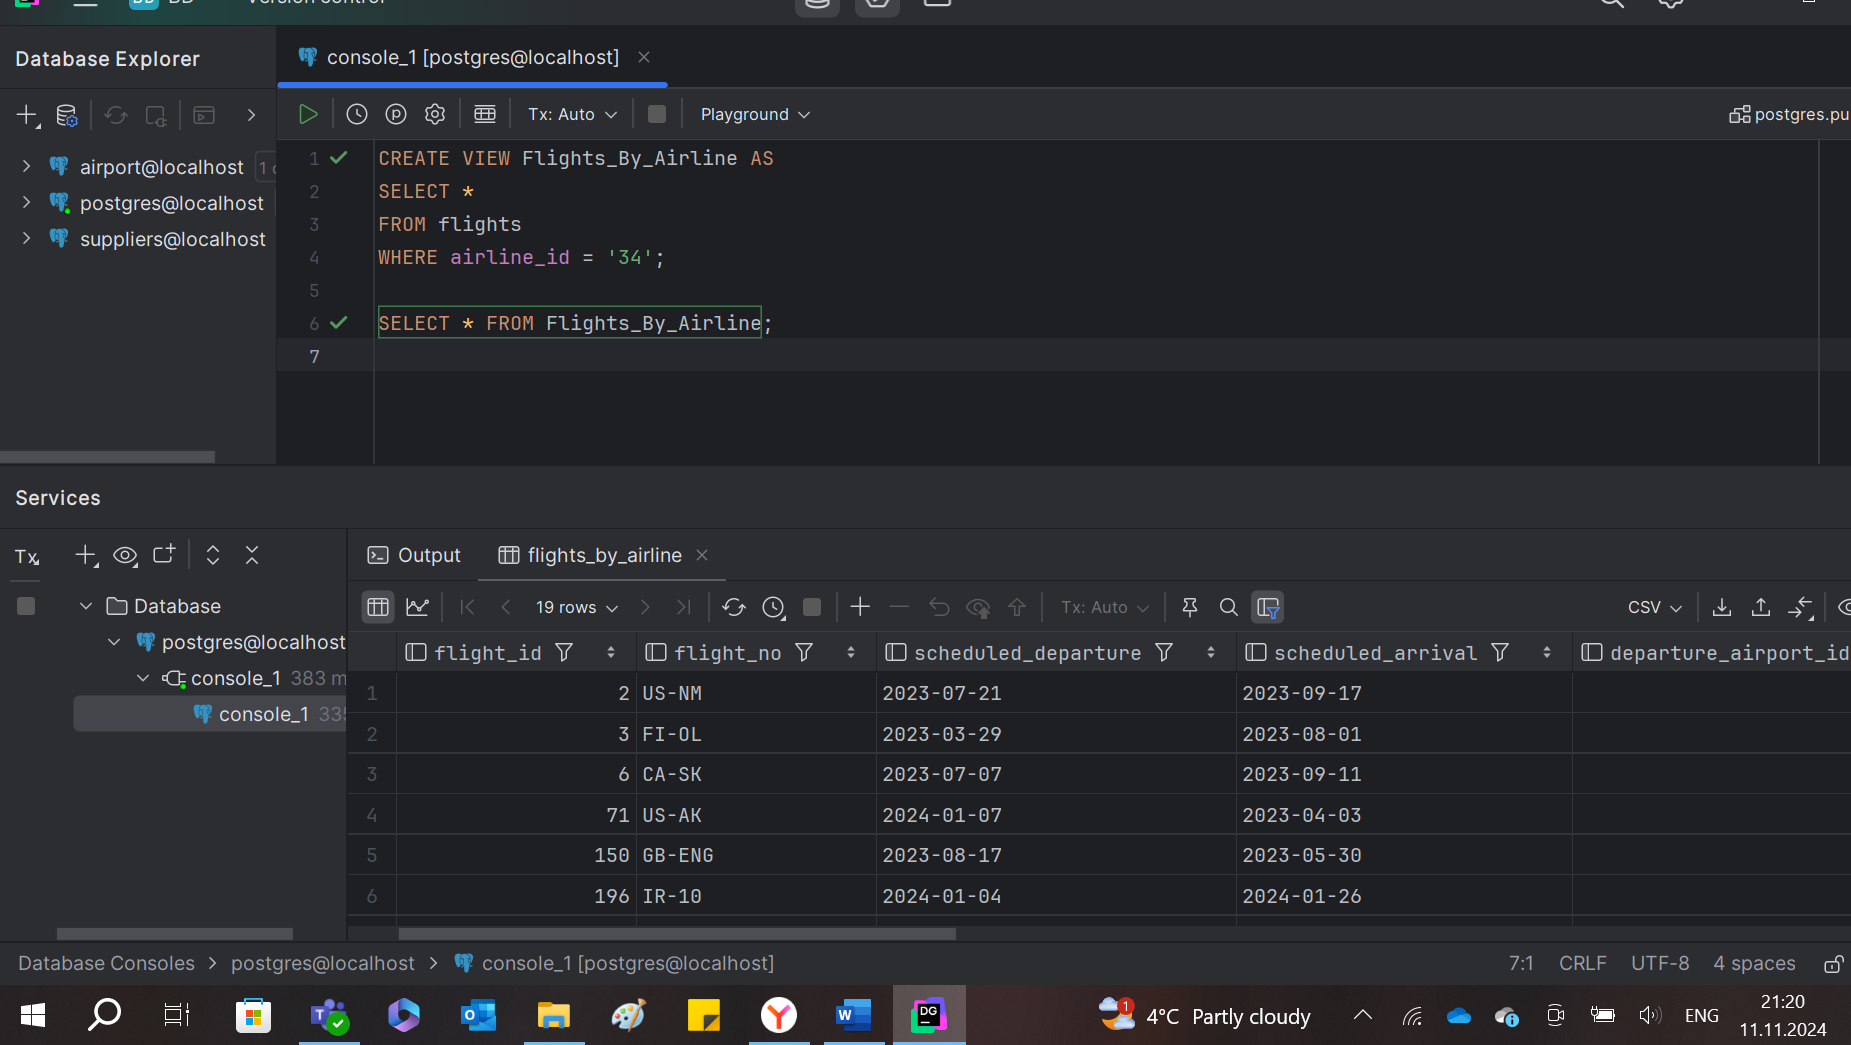 BD
Version control
Database Explorer
console_1 [postgres@localhost]
Tx: Auto
Playground
postgres.pu
airport@localhost
1
postgres@localhost
suppliers@localhost
1 CREATE VIEW Flights_By_Airline AS
2 SELECT *
3 FROM flights
4 WHERE airline_id = '34';
5
6 SELECT * FROM Flights_By_Airline;
7
Services
Tx
Output
flights_by_airline
Database
postgres@localhost
console_1 383 m
console_1 335
19 rows
Tx: Auto
CSV
flight_id flight_no scheduled_departure scheduled_arrival departure_airport_id
1 2 US-NM 2023-07-21 2023-09-17
2 3 FI-OL 2023-03-29 2023-08-01
3 6 CA-SK 2023-07-07 2023-09-11
4 71 US-AK 2024-01-07 2023-04-03
5 150 GB-ENG 2023-08-17 2023-05-30
6 196 IR-10 2024-01-04 2024-01-26
Database Consoles > postgres@localhost > console_1 [postgres@localhost]
7:1 CRLF UTF-8 4 spaces
DG
1
4°C Partly cloudy
ENG
21:20
11.11.2024